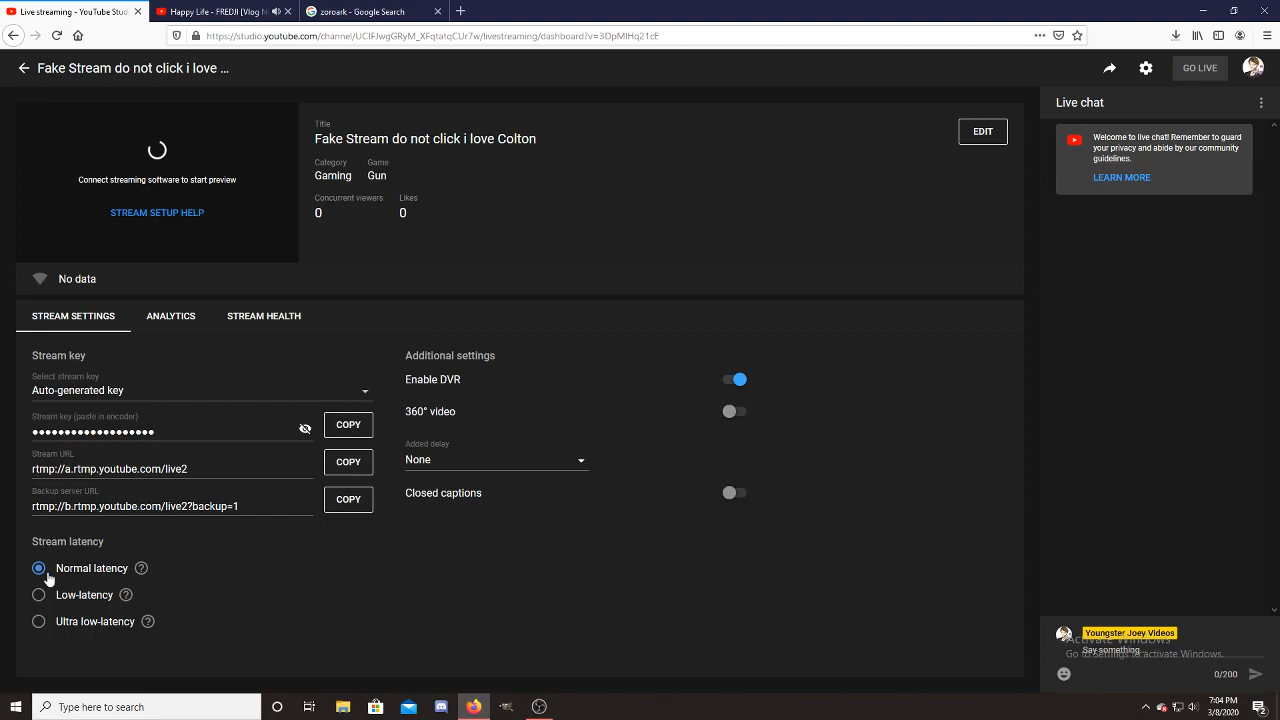 Live streaming - YouTube Stud
Happy Life - FREDJI [Vlog N
zoroark - Google Search
https://studio.youtube.com/channel/UCIFJwgGRyM_XFqtatqCUr7w/livestreaming/dashboard?v=3DpMlHq21cE
Fake Stream do not click i love ...
GO LIVE
Connect streaming software to start preview
STREAM SETUP HELP
Title
Fake Stream do not click i love Colton
EDIT
Category
Game
Gaming
Gun
Concurrent viewers
Likes
0
0
No data
STREAM SETTINGS
ANALYTICS
STREAM HEALTH
Stream key
Select stream key
Auto-generated key
Stream key (paste in encoder)
•••••••••••••••••••
COPY
Stream URL
rtmp://a.rtmp.youtube.com/live2
COPY
Backup server URL
rtmp://b.rtmp.youtube.com/live2?backup=1
COPY
Stream latency
Normal latency
Low-latency
Ultra low-latency
Additional settings
Enable DVR
360° video
Added delay
None
Closed captions
Live chat
Welcome to live chat! Remember to guard
your privacy and abide by our community
guidelines.
LEARN MORE
Youngster Joey Videos
Activate Windows
Say something...
Go to Settings to activate Windows.
0/200
Type here to search
7:04 PM
3/8/2020
2